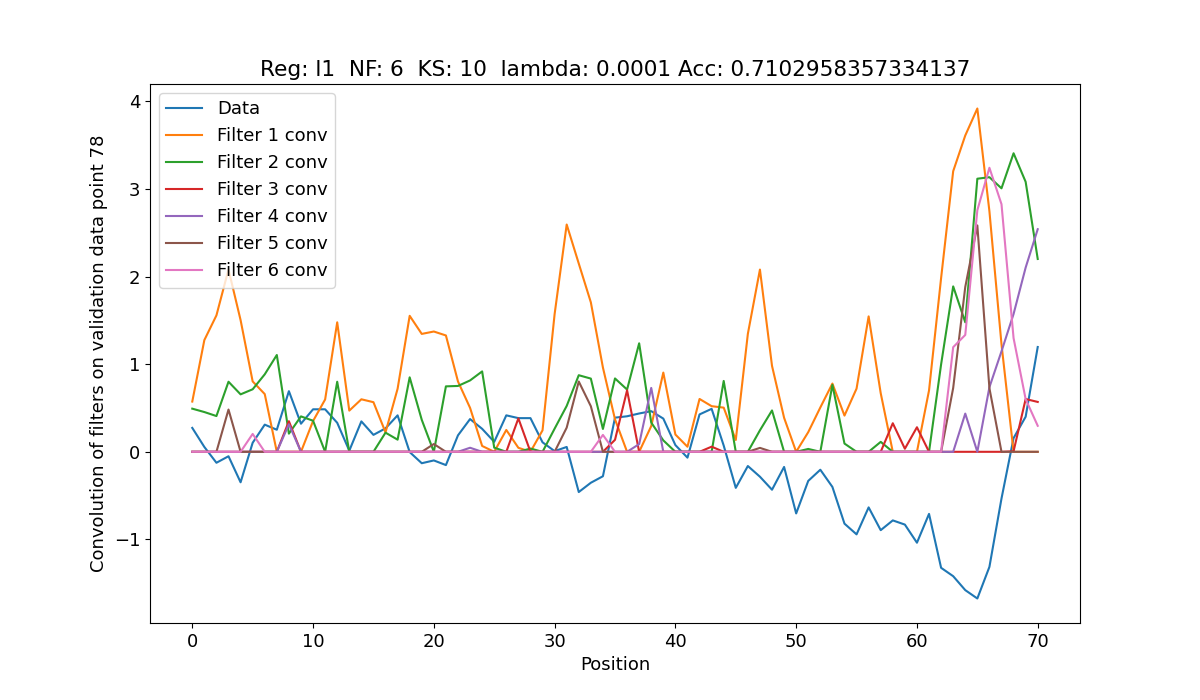 Reg: l1  NF: 6  KS: 10  lambda: 0.0001 Acc: 0.7102958357334137
Convolution of filters on validation data point 78
4
3
2
1
0
−1
Data
Filter 1 conv
Filter 2 conv
Filter 3 conv
Filter 4 conv
Filter 5 conv
Filter 6 conv
0 10 20 30 40 50 60 70
Position